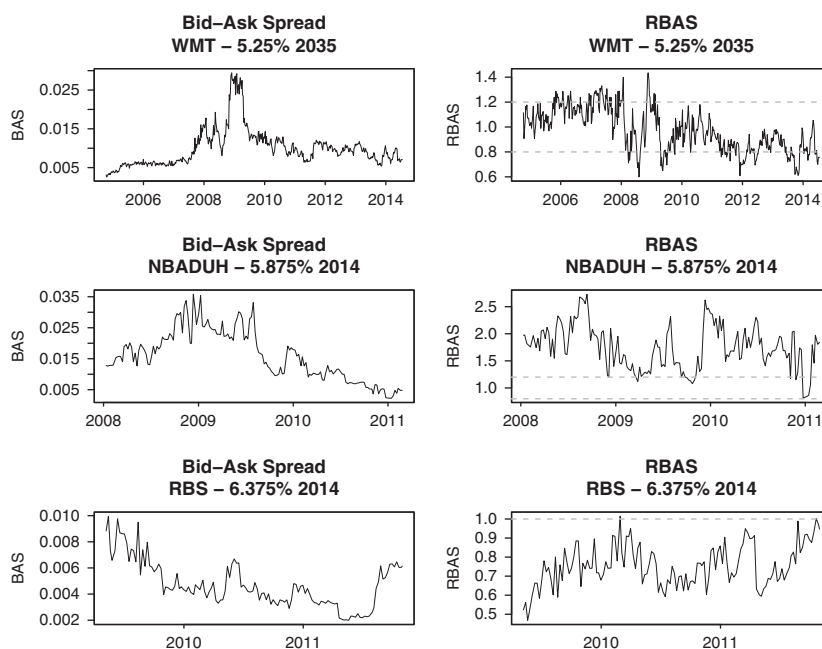 Bid–Ask Spread
WMT – 5.25% 2035
BAS
0.025
0.015
0.005
2006 2008 2010 2012 2014
RBAS
WMT – 5.25% 2035
RBAS
1.4
1.2
1.0
0.8
0.6
2006 2008 2010 2012 2014
Bid–Ask Spread
NBADUH – 5.875% 2014
BAS
0.035
0.025
0.015
0.005
2008 2009 2010 2011
RBAS
NBADUH – 5.875% 2014
RBAS
2.5
2.0
1.5
1.0
2008 2009 2010 2011
Bid–Ask Spread
RBS – 6.375% 2014
BAS
0.010
0.008
0.006
0.004
0.002
2010 2011
RBAS
RBS – 6.375% 2014
RBAS
1.0
0.9
0.8
0.7
0.6
0.5
2010 2011